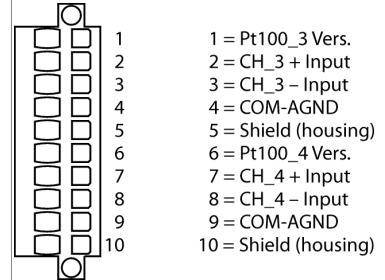 1 1 = Pt100_3 Vers.
2 2 = CH_3 + Input
3 3 = CH_3 – Input
4 4 = COM-AGND
5 5 = Shield (housing)
6 6 = Pt100_4 Vers.
7 7 = CH_4 + Input
8 8 = CH_4 – Input
9 9 = COM-AGND
10 10 = Shield (housing)